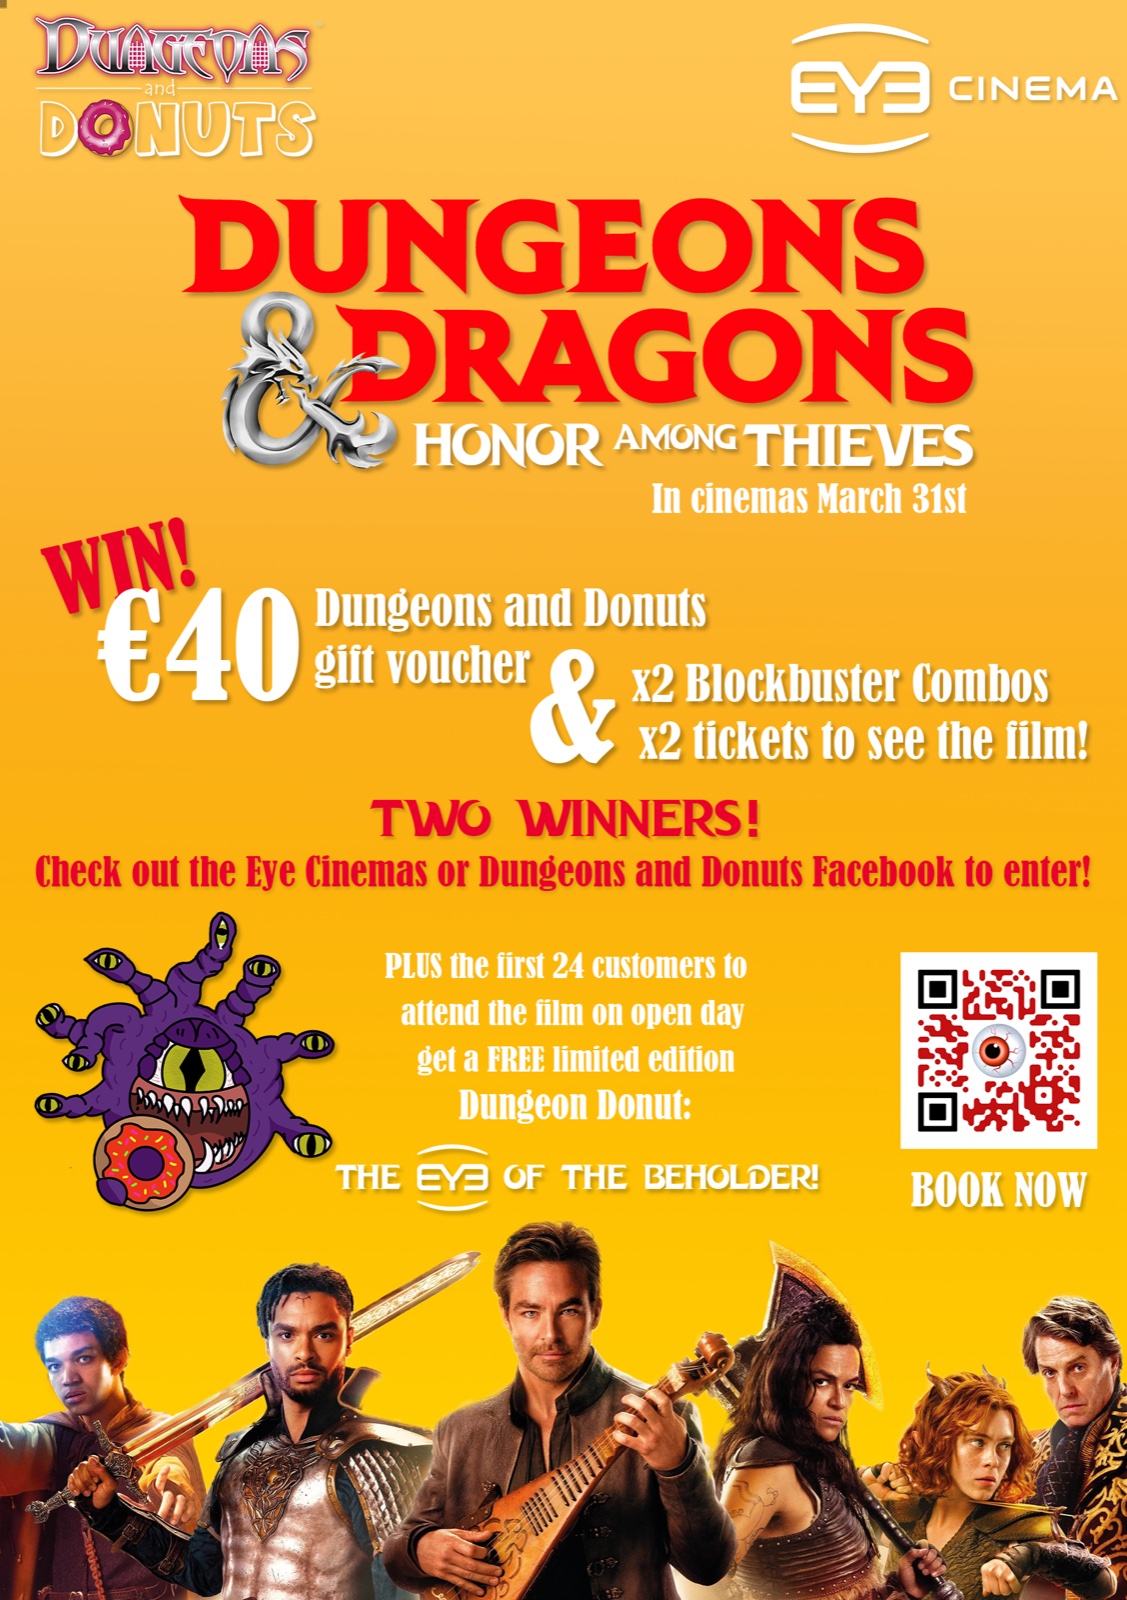 DUNGEONS
and
DONUTS
EYE CINEMA
DUNGEONS
& DRAGONS
HONOR AMONG THIEVES
In cinemas March 31st
WIN!
€40 Dungeons and Donuts
gift voucher
& x2 Blockbuster Combos
x2 tickets to see the film!
TWO WINNERS!
Check out the Eye Cinemas or Dungeons and Donuts Facebook to enter!
PLUS the first 24 customers to
attend the film on open day
get a FREE limited edition
Dungeon Donut:
THE EYE OF THE BEHOLDER!
BOOK NOW